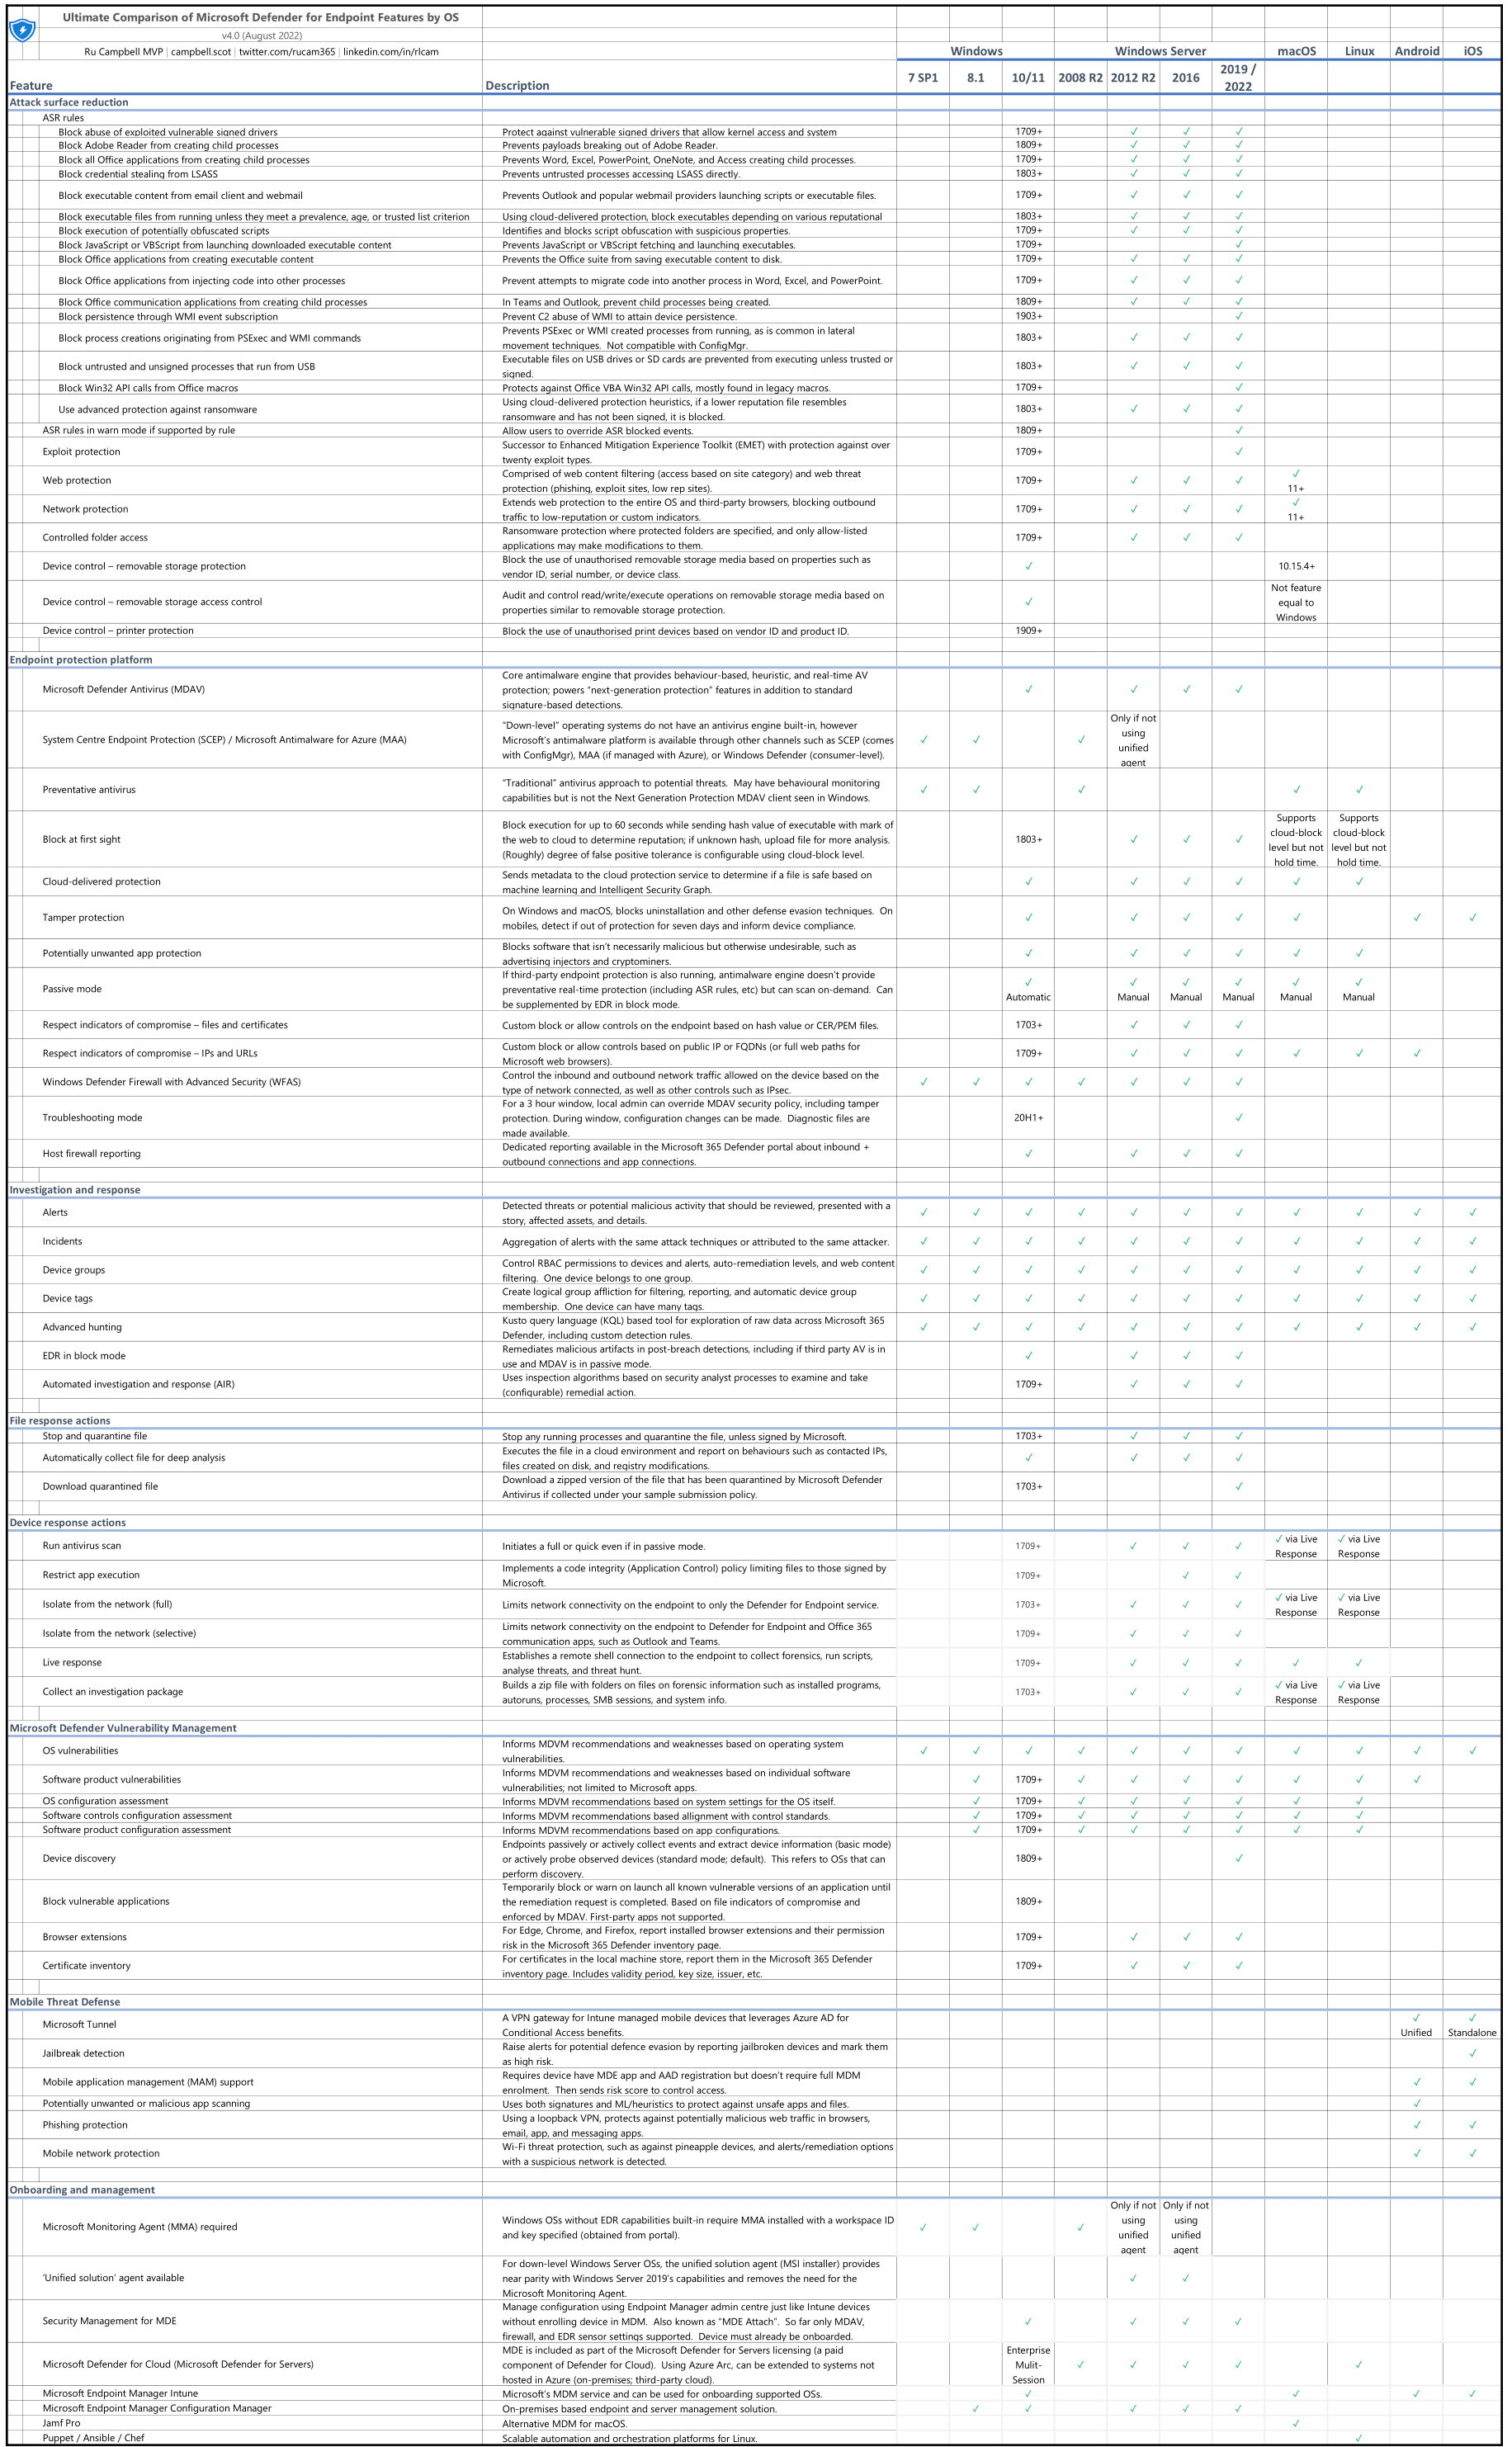 Ultimate Comparison of Microsoft Defender for Endpoint Features by OS
v4.0 (August 2022)
Ru Campbell MVP | campbell.scot | twitter.com/rucam365 | linkedin.com/in/rlcam
Windows Windows Server macOS Linux Android iOS
Feature Description 7 SP1 8.1 10/11 2008 R2 2012 R2 2016 2019 / 2022
Attack surface reduction
ASR rules
Block abuse of exploited vulnerable signed drivers Protect against vulnerable signed drivers that allow kernel access and system 1709+ ✓ ✓ ✓
Block Adobe Reader from creating child processes Prevents payloads breaking out of Adobe Reader. 1809+ ✓ ✓ ✓
Block all Office applications from creating child processes Prevents Word, Excel, PowerPoint, OneNote, and Access creating child processes. 1709+ ✓ ✓ ✓
Block credential stealing from LSASS Prevents untrusted processes accessing LSASS directly. 1803+ ✓ ✓ ✓
Block executable content from email client and webmail Prevents Outlook and popular webmail providers launching scripts or executable files. 1709+ ✓ ✓ ✓
Block executable files from running unless they meet a prevalence, age, or trusted list criterion Using cloud-delivered protection, block executables depending on various reputational 1803+ ✓ ✓ ✓
Block execution of potentially obfuscated scripts Identifies and blocks script obfuscation with suspicious properties. 1709+ ✓ ✓ ✓
Block JavaScript or VBScript from launching downloaded executable content Prevents JavaScript or VBScript fetching and launching executables. 1709+ ✓
Block Office applications from creating executable content Prevents the Office suite from saving executable content to disk. 1709+ ✓ ✓ ✓
Block Office applications from injecting code into other processes Prevent attempts to migrate code into another process in Word, Excel, and PowerPoint. 1709+ ✓ ✓ ✓
Block Office communication applications from creating child processes In Teams and Outlook, prevent child processes being created. 1809+ ✓ ✓ ✓
Block persistence through WMI event subscription Prevent C2 abuse of WMI to attain device persistence. 1903+ ✓
Block process creations originating from PSExec and WMI commands Prevents PSExec or WMI created processes from running, as is common in lateral
movement techniques. Not compatible with ConfigMgr. 1803+ ✓ ✓ ✓
Block untrusted and unsigned processes that run from USB Executable files on USB drives or SD cards are prevented from executing unless trusted or
signed. 1803+ ✓ ✓ ✓
Block Win32 API calls from Office macros Protects against Office VBA Win32 API calls, mostly found in legacy macros. 1709+ ✓
Use advanced protection against ransomware Using cloud-delivered protection heuristics, if a lower reputation file resembles
ransomware and has not been signed, it is blocked. 1803+ ✓ ✓ ✓
ASR rules in warn mode if supported by rule Allow users to override ASR blocked events. 1809+ ✓
Exploit protection Successor to Enhanced Mitigation Experience Toolkit (EMET) with protection against over
twenty exploit types. 1709+ ✓
Web protection Comprised of web content filtering (access based on site category) and web threat
protection (phishing, exploit sites, low rep sites). 1709+ ✓ ✓ ✓ ✓ 11+
Network protection Extends web protection to the entire OS and third-party browsers, blocking outbound
traffic to low-reputation or custom indicators. 1709+ ✓ ✓ ✓ ✓ 11+
Controlled folder access Ransomware protection where protected folders are specified, and only allow-listed
applications may make modifications to them. 1709+ ✓ ✓ ✓
Device control – removable storage protection Block the use of unauthorised removable storage media based on properties such as
vendor ID, serial number, or device class. ✓ 10.15.4+
Device control – removable storage access control Audit and control read/write/execute operations on removable storage media based on
properties similar to removable storage protection. ✓ Not feature equal to Windows
Device control – printer protection Block the use of unauthorised print devices based on vendor ID and product ID. 1909+
Endpoint protection platform
Microsoft Defender Antivirus (MDAV) Core antimalware engine that provides behaviour-based, heuristic, and real-time AV
protection; powers "next-generation protection" features in addition to standard
signature-based detections. ✓ ✓ ✓ ✓
System Centre Endpoint Protection (SCEP) / Microsoft Antimalware for Azure (MAA) "Down-level" operating systems do not have an antivirus engine built-in, however
Microsoft's antimalware platform is available through other channels such as SCEP (comes
with ConfigMgr), MAA (if managed with Azure), or Windows Defender (consumer-level). ✓ ✓ ✓ Only if not using unified agent
Preventative antivirus "Traditional" antivirus approach to potential threats. May have behavioural monitoring
capabilities but is not the Next Generation Protection MDAV client seen in Windows. ✓ ✓ ✓ ✓ ✓
Block at first sight Block execution for up to 60 seconds while sending hash value of executable with mark of
the web to cloud to determine reputation; if unknown hash, upload file for more analysis.
(Roughly) degree of false positive tolerance is configurable using cloud-block level. 1803+ ✓ ✓ ✓ Supports cloud-block level but not hold time. Supports cloud-block level but not hold time.
Cloud-delivered protection Sends metadata to the cloud protection service to determine if a file is safe based on
machine learning and Intelligent Security Graph. ✓ ✓ ✓ ✓ ✓ ✓
Tamper protection On Windows and macOS, blocks uninstallation and other defense evasion techniques. On
mobiles, detect if out of protection for seven days and inform device compliance. ✓ ✓ ✓ ✓ ✓ ✓ ✓
Potentially unwanted app protection Blocks software that isn't necessarily malicious but otherwise undesirable, such as
advertising injectors and cryptominers. ✓ ✓ ✓ ✓ ✓ ✓
Passive mode If third-party endpoint protection is also running, antimalware engine doesn't provide
preventative real-time protection (including ASR rules, etc) but can scan on-demand. Can
be supplemented by EDR in block mode. ✓ Automatic ✓ Manual ✓ Manual ✓ Manual ✓ Manual ✓ Manual
Respect indicators of compromise – files and certificates Custom block or allow controls on the endpoint based on hash value or CER/PEM files. 1703+ ✓ ✓ ✓
Respect indicators of compromise – IPs and URLs Custom block or allow controls based on public IP or FQDNs (or full web paths for
Microsoft web browsers). 1709+ ✓ ✓ ✓ ✓ ✓ ✓
Windows Defender Firewall with Advanced Security (WFAS) Control the inbound and outbound network traffic allowed on the device based on the
type of network connected, as well as other controls such as IPsec. ✓ ✓ ✓ ✓ ✓ ✓ ✓
Troubleshooting mode For a 3 hour window, local admin can override MDAV security policy, including tamper
protection. During window, configuration changes can be made. Diagnostic files are
made available. 20H1+ ✓
Host firewall reporting Dedicated reporting available in the Microsoft 365 Defender portal about inbound +
outbound connections and app connections. ✓ ✓ ✓ ✓
Investigation and response
Alerts Detected threats or potential malicious activity that should be reviewed, presented with a
story, affected assets, and details. ✓ ✓ ✓ ✓ ✓ ✓ ✓ ✓ ✓ ✓ ✓
Incidents Aggregation of alerts with the same attack techniques or attributed to the same attacker. ✓ ✓ ✓ ✓ ✓ ✓ ✓ ✓ ✓ ✓ ✓
Device groups Control RBAC permissions to devices and alerts, auto-remediation levels, and web content
filtering. One device belongs to one group. ✓ ✓ ✓ ✓ ✓ ✓ ✓ ✓ ✓ ✓ ✓
Device tags Create logical group affliction for filtering, reporting, and automatic device group
membership. One device can have many tags. ✓ ✓ ✓ ✓ ✓ ✓ ✓ ✓ ✓ ✓ ✓
Advanced hunting Kusto query language (KQL) based tool for exploration of raw data across Microsoft 365
Defender, including custom detection rules. ✓ ✓ ✓ ✓ ✓ ✓ ✓ ✓ ✓ ✓ ✓
EDR in block mode Remediates malicious artifacts in post-breach detections, including if third party AV is in
use and MDAV is in passive mode. ✓ ✓ ✓ ✓
Automated investigation and response (AIR) Uses inspection algorithms based on security analyst processes to examine and take
(configurable) remedial action. 1709+ ✓ ✓ ✓
File response actions
Stop and quarantine file Stop any running processes and quarantine the file, unless signed by Microsoft. 1703+ ✓ ✓ ✓
Automatically collect file for deep analysis Executes the file in a cloud environment and report on behaviours such as contacted IPs,
files created on disk, and registry modifications. ✓ ✓ ✓ ✓
Download quarantined file Download a zipped version of the file that has been quarantined by Microsoft Defender
Antivirus if collected under your sample submission policy. 1703+ ✓
Device response actions
Run antivirus scan Initiates a full or quick even if in passive mode. 1709+ ✓ ✓ ✓ ✓ via Live Response ✓ via Live Response
Restrict app execution Implements a code integrity (Application Control) policy limiting files to those signed by
Microsoft. 1709+ ✓ ✓
Isolate from the network (full) Limits network connectivity on the endpoint to only the Defender for Endpoint service. 1703+ ✓ ✓ ✓ ✓ via Live Response ✓ via Live Response
Isolate from the network (selective) Limits network connectivity on the endpoint to Defender for Endpoint and Office 365
communication apps, such as Outlook and Teams. 1709+ ✓ ✓ ✓
Live response Establishes a remote shell connection to the endpoint to collect forensics, run scripts,
analyse threats, and threat hunt. 1709+ ✓ ✓ ✓ ✓ ✓
Collect an investigation package Builds a zip file with folders on files on forensic information such as installed programs,
autoruns, processes, SMB sessions, and system info. 1703+ ✓ ✓ ✓ ✓ via Live Response ✓ via Live Response
Microsoft Defender Vulnerability Management
OS vulnerabilities Informs MDVM recommendations and weaknesses based on operating system
vulnerabilities. ✓ ✓ ✓ ✓ ✓ ✓ ✓ ✓ ✓ ✓ ✓
Software product vulnerabilities Informs MDVM recommendations and weaknesses based on individual software
vulnerabilities; not limited to Microsoft apps. ✓ 1709+ ✓ ✓ ✓ ✓ ✓ ✓ ✓
OS configuration assessment Informs MDVM recommendations based on system settings for the OS itself. ✓ 1709+ ✓ ✓ ✓ ✓ ✓ ✓
Software controls configuration assessment Informs MDVM recommendations based allignment with control standards. ✓ 1709+ ✓ ✓ ✓ ✓ ✓ ✓
Software product configuration assessment Informs MDVM recommendations based on app configurations. ✓ 1709+ ✓ ✓ ✓ ✓ ✓ ✓
Device discovery Endpoints passively or actively collect events and extract device information (basic mode)
or actively probe observed devices (standard mode; default). This refers to OSs that can
perform discovery. 1809+ ✓
Block vulnerable applications Temporarily block or warn on launch all known vulnerable versions of an application until
the remediation request is completed. Based on file indicators of compromise and
enforced by MDAV. First-party apps not supported. 1809+
Browser extensions For Edge, Chrome, and Firefox, report installed browser extensions and their permission
risk in the Microsoft 365 Defender inventory page. 1709+ ✓ ✓ ✓
Certificate inventory For certificates in the local machine store, report them in the Microsoft 365 Defender
inventory page. Includes validity period, key size, issuer, etc. 1709+ ✓ ✓ ✓
Mobile Threat Defense
Microsoft Tunnel A VPN gateway for Intune managed mobile devices that leverages Azure AD for
Conditional Access benefits. ✓ Unified ✓ Standalone
Jailbreak detection Raise alerts for potential defence evasion by reporting jailbroken devices and mark them
as high risk. ✓
Mobile application management (MAM) support Requires device have MDE app and AAD registration but doesn't require full MDM
enrolment. Then sends risk score to control access. ✓ ✓
Potentially unwanted or malicious app scanning Uses both signatures and ML/heuristics to protect against unsafe apps and files. ✓
Phishing protection Using a loopback VPN, protects against potentially malicious web traffic in browsers,
email, app, and messaging apps. ✓ ✓
Mobile network protection Wi-Fi threat protection, such as against pineapple devices, and alerts/remediation options
with a suspicious network is detected. ✓ ✓
Onboarding and management
Microsoft Monitoring Agent (MMA) required Windows OSs without EDR capabilities built-in require MMA installed with a workspace ID
and key specified (obtained from portal). ✓ ✓ ✓ Only if not using unified agent Only if not using unified agent
'Unified solution' agent available For down-level Windows Server OSs, the unified solution agent (MSI installer) provides
near parity with Windows Server 2019's capabilities and removes the need for the
Microsoft Monitoring Agent. ✓ ✓
Security Management for MDE Manage configuration using Endpoint Manager admin centre just like Intune devices
without enrolling device in MDM. Also known as "MDE Attach". So far only MDAV,
firewall, and EDR sensor settings supported. Device must already be onboarded. ✓ ✓ ✓ ✓
Microsoft Defender for Cloud (Microsoft Defender for Servers) MDE is included as part of the Microsoft Defender for Servers licensing (a paid
component of Defender for Cloud). Using Azure Arc, can be extended to systems not
hosted in Azure (on-premises; third-party cloud). Enterprise Mulit-Session ✓ ✓ ✓ ✓ ✓
Microsoft Endpoint Manager Intune Microsoft's MDM service and can be used for onboarding supported OSs. ✓ ✓ ✓ ✓
Microsoft Endpoint Manager Configuration Manager On-premises based endpoint and server management solution. ✓ ✓ ✓ ✓ ✓
Jamf Pro Alternative MDM for macOS. ✓
Puppet / Ansible / Chef Scalable automation and orchestration platforms for Linux. ✓